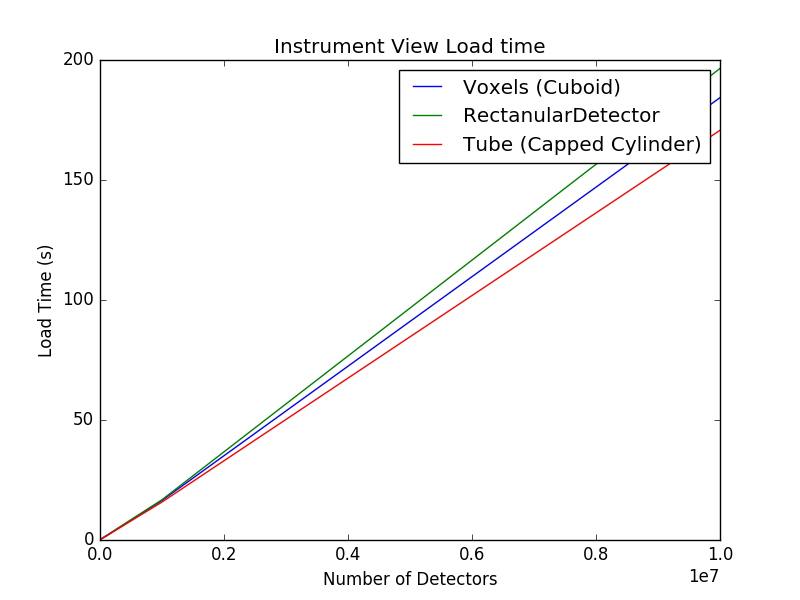 Instrument View Load time
Voxels (Cuboid)
RectanularDetector
Tube (Capped Cylinder)
200
150
100
50
0
Load Time (s)
0.0 0.2 0.4 0.6 0.8 1.0
1e7
Number of Detectors